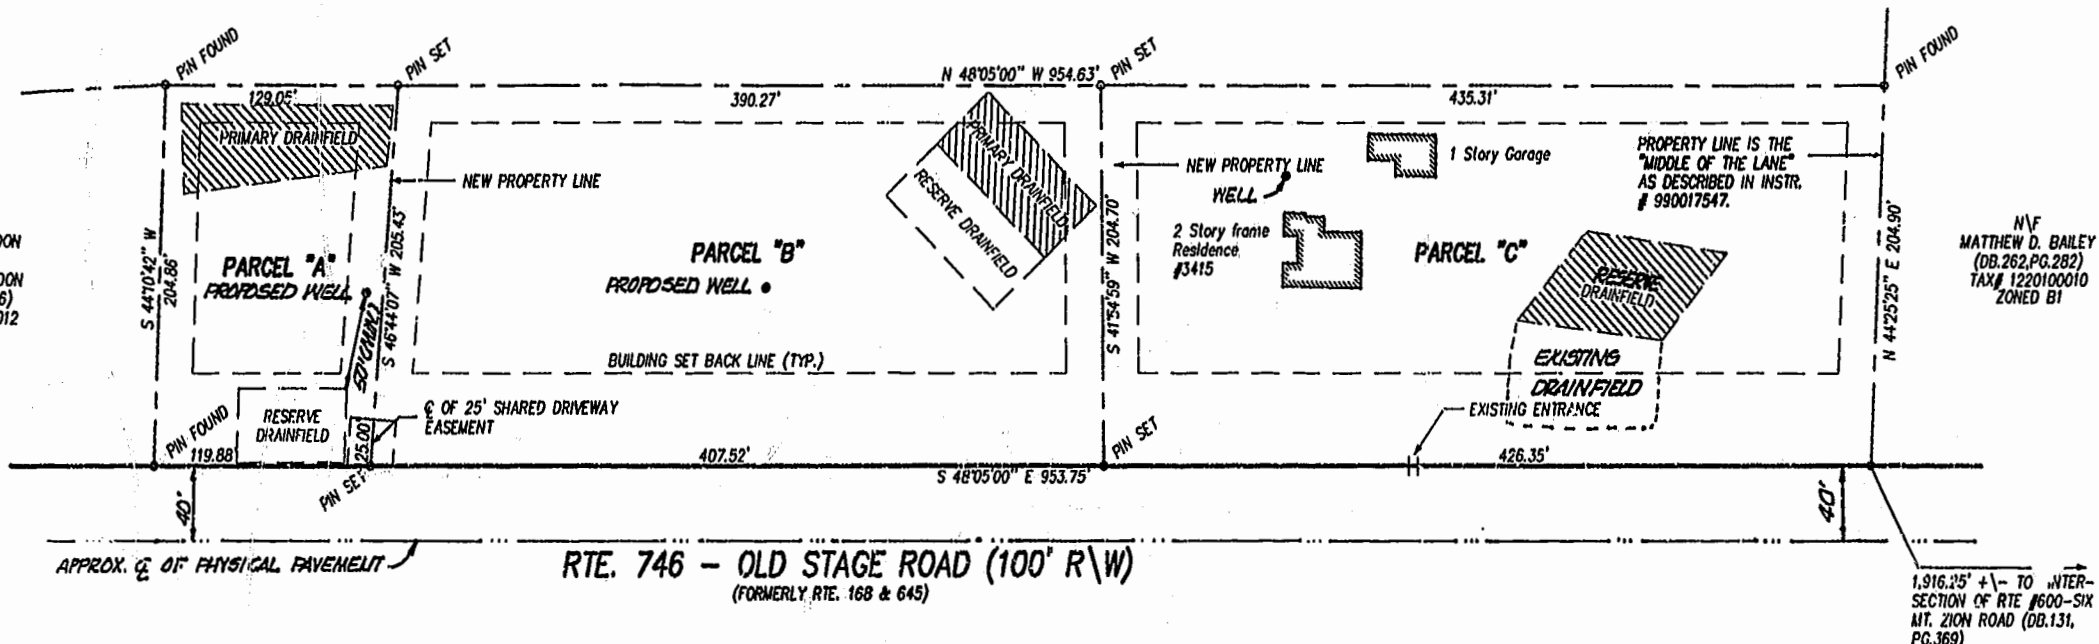 PIN FOUND
PIN SET
N 48°05'00" W 954.63'
PIN SET
PIN FOUND
129.05'
390.27'
435.31'
PRIMARY DRAINFIELD
NEW PROPERTY LINE
PRIMARY DRAINFIELD
RESERVE DRAINFIELD
NEW PROPERTY LINE
WELL
1 Story Garage
PROPERTY LINE IS THE
"MIDDLE OF THE LANE"
AS DESCRIBED IN INSTR.
# 990017547.
S 44°10'42" W
204.86'
PARCEL "A"
PROPOSED WELL
S 46°44'07" W 205.43'
PARCEL "B"
PROPOSED WELL
S 41°54'59" W 204.70'
2 Story frame
Residence
#3415
PARCEL "C"
RESERVE
DRAINFIELD
N 44°25'25" E 204.90'
N\F
MATTHEW D. BAILEY
(DB.262,PG.282)
TAX# 1220100010
ZONED B1
BUILDING SET BACK LINE (TYP.)
EXISTING
DRAINFIELD
RESERVE
DRAINFIELD
25.00'
₵ OF 25' SHARED DRIVEWAY
EASEMENT
EXISTING ENTRANCE
PIN FOUND
119.88'
PIN SET
407.52'
S 48°05'00" E 953.75'
PIN SET
426.35'
40'
40'
APPROX. ₵ OF PHYSICAL PAVEMENT
RTE. 746 - OLD STAGE ROAD (100' R\W)
(FORMERLY RTE. 168 & 645)
1,916.25' +\- TO INTER-
SECTION OF RTE #600-SIX
MT. ZION ROAD (DB.131,
PG.369)